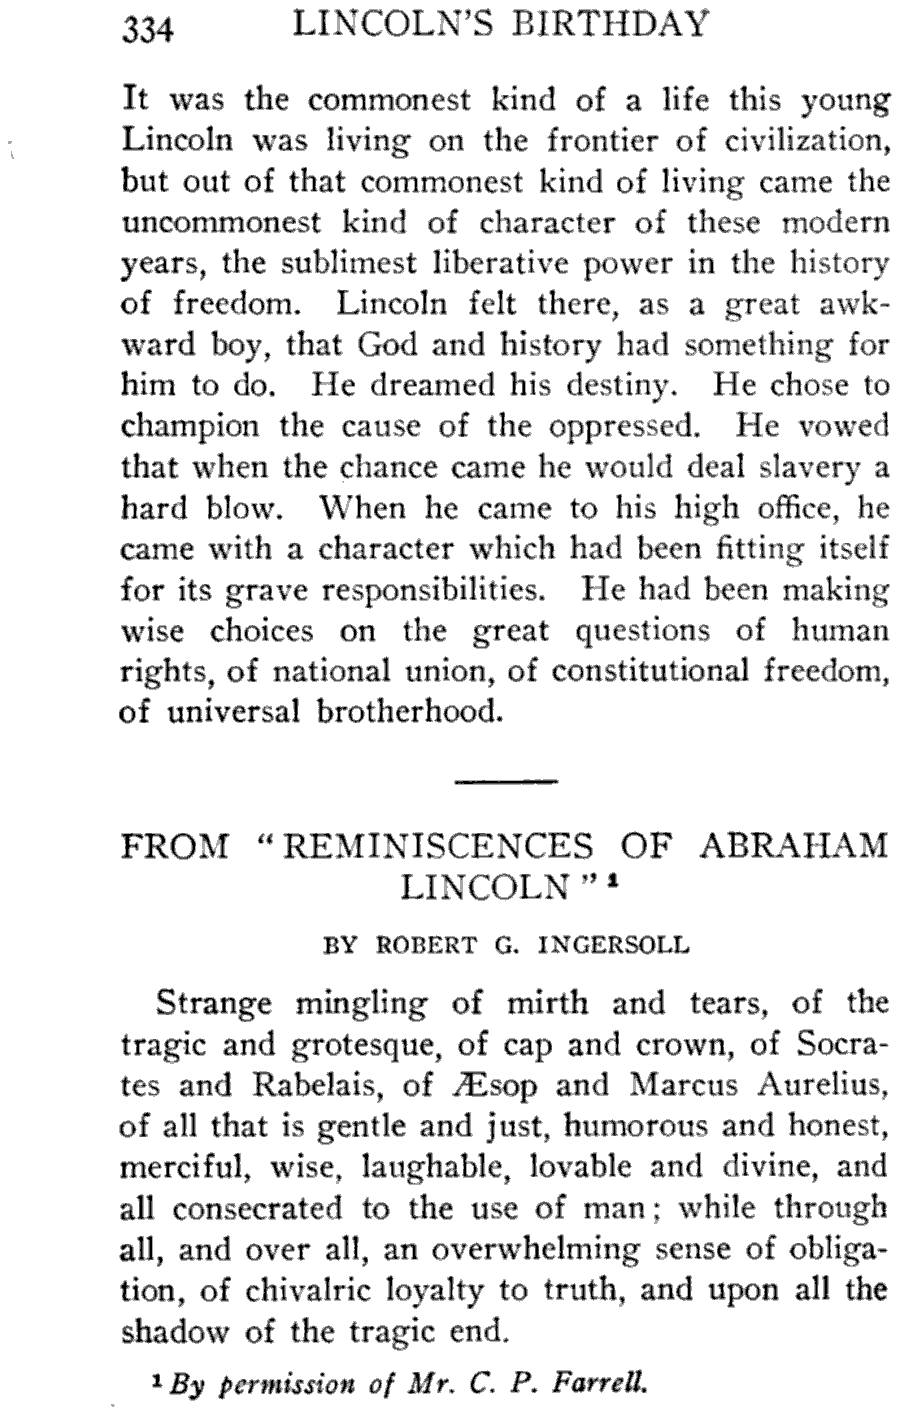 334 LINCOLN'S BIRTHDAY
It was the commonest kind of a life this young
Lincoln was living on the frontier of civilization,
but out of that commonest kind of living came the
uncommonest kind of character of these modern
years, the sublimest liberative power in the history
of freedom. Lincoln felt there, as a great awk-
ward boy, that God and history had something for
him to do. He dreamed his destiny. He chose to
champion the cause of the oppressed. He vowed
that when the chance came he would deal slavery a
hard blow. When he came to his high office, he
came with a character which had been fitting itself
for its grave responsibilities. He had been making
wise choices on the great questions of human
rights, of national union, of constitutional freedom,
of universal brotherhood.
FROM "REMINISCENCES OF ABRAHAM
LINCOLN" ¹
BY ROBERT G. INGERSOLL
Strange mingling of mirth and tears, of the
tragic and grotesque, of cap and crown, of Socra-
tes and Rabelais, of Æsop and Marcus Aurelius,
of all that is gentle and just, humorous and honest,
merciful, wise, laughable, lovable and divine, and
all consecrated to the use of man; while through
all, and over all, an overwhelming sense of obliga-
tion, of chivalric loyalty to truth, and upon all the
shadow of the tragic end.
¹ By permission of Mr. C. P. Farrell.